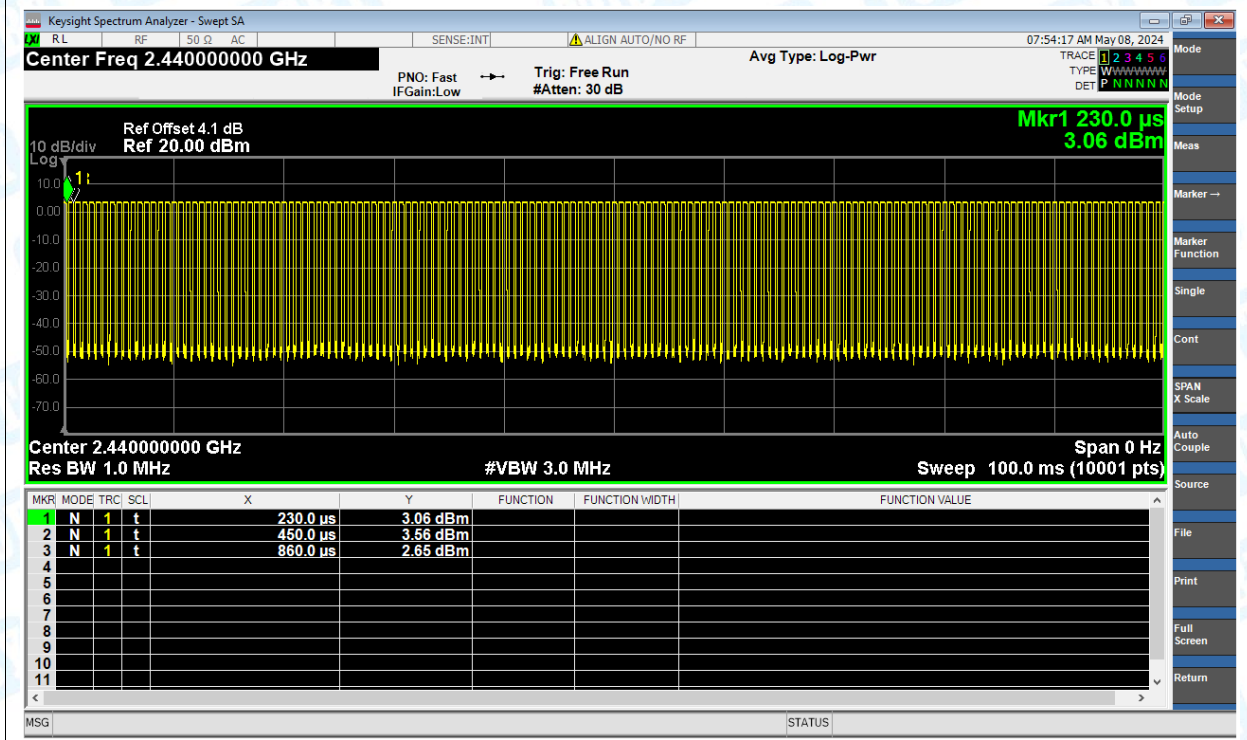 Keysight Spectrum Analyzer - Swept SA
LXI RL RF 50 Ω AC SENSE:INT ALIGN AUTO/NO RF 07:54:17 AM May 08, 2024
Center Freq 2.440000000 GHz
PNO: Fast
IFGain:Low
Trig: Free Run
#Atten: 30 dB
Avg Type: Log-Pwr
TRACE 1 2 3 4 5 6
TYPE WWWWWW
DET P N N N N N
Ref Offset 4.1 dB
Ref 20.00 dBm
10 dB/div
Log
Mkr1 230.0 µs
3.06 dBm
1
10.0
0.00
-10.0
-20.0
-30.0
-40.0
-50.0
-60.0
-70.0
Center 2.440000000 GHz
Res BW 1.0 MHz
#VBW 3.0 MHz
Span 0 Hz
Sweep 100.0 ms (10001 pts)
MKR MODE TRC SCL X Y FUNCTION FUNCTION WIDTH FUNCTION VALUE
1 N 1 t 230.0 µs 3.06 dBm
2 N 1 t 450.0 µs 3.56 dBm
3 N 1 t 860.0 µs 2.65 dBm
4
5
6
7
8
9
10
11
MSG
STATUS
Mode
Mode
Setup
Meas
Marker →
Marker
Function
Single
Cont
SPAN
X Scale
Auto
Couple
Source
File
Print
Full
Screen
Return